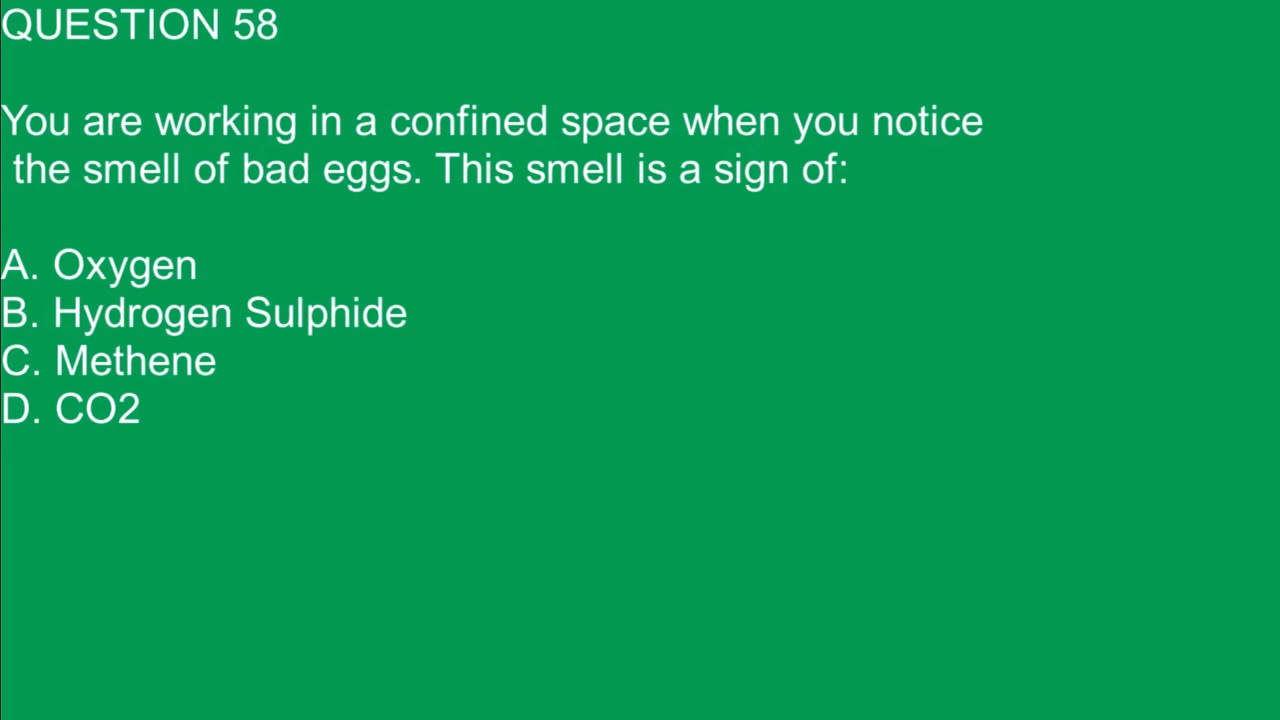 QUESTION 58
You are working in a confined space when you notice
the smell of bad eggs. This smell is a sign of:
A. Oxygen
B. Hydrogen Sulphide
C. Methene
D. CO2